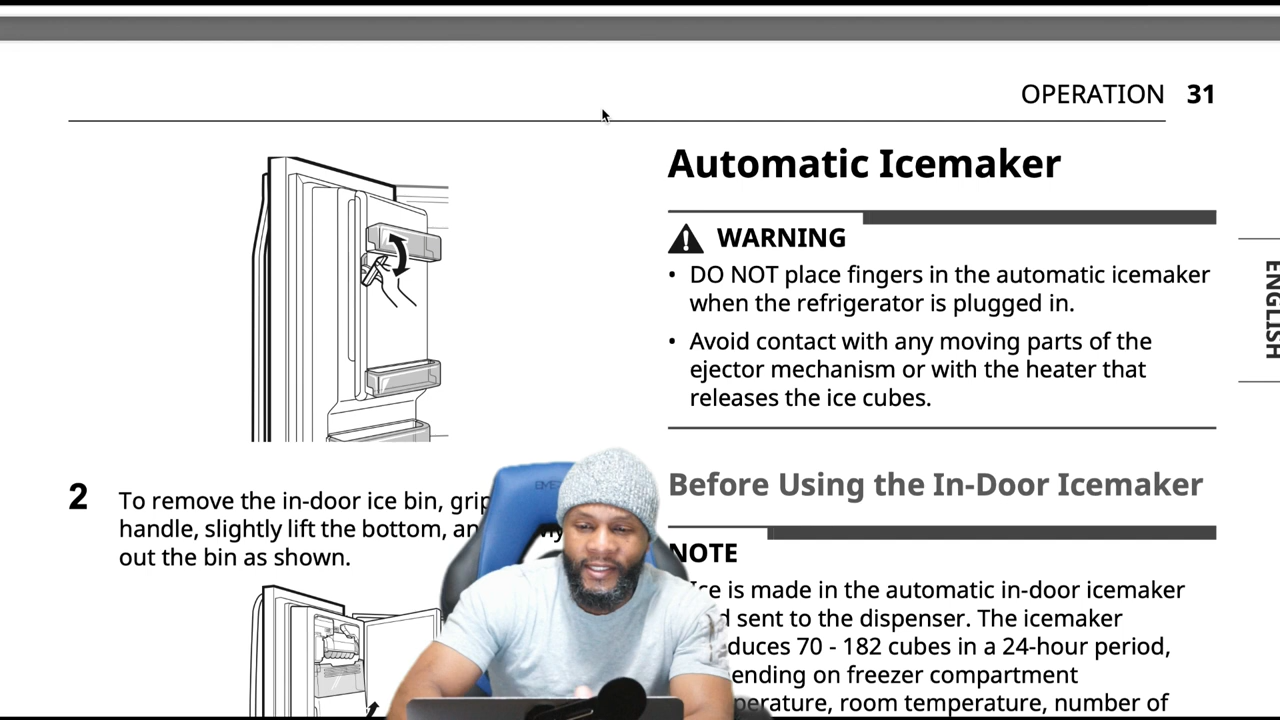 OPERATION 31
2 To remove the in-door ice bin, grip
handle, slightly lift the bottom, an
out the bin as shown.
Automatic Icemaker
WARNING
• DO NOT place fingers in the automatic icemaker
when the refrigerator is plugged in.
• Avoid contact with any moving parts of the
ejector mechanism or with the heater that
releases the ice cubes.
Before Using the In-Door Icemaker
NOTE
Ice is made in the automatic in-door icemaker
sent to the dispenser. The icemaker
duces 70 - 182 cubes in a 24-hour period,
ending on freezer compartment
perature, room temperature, number of
ENGLISH